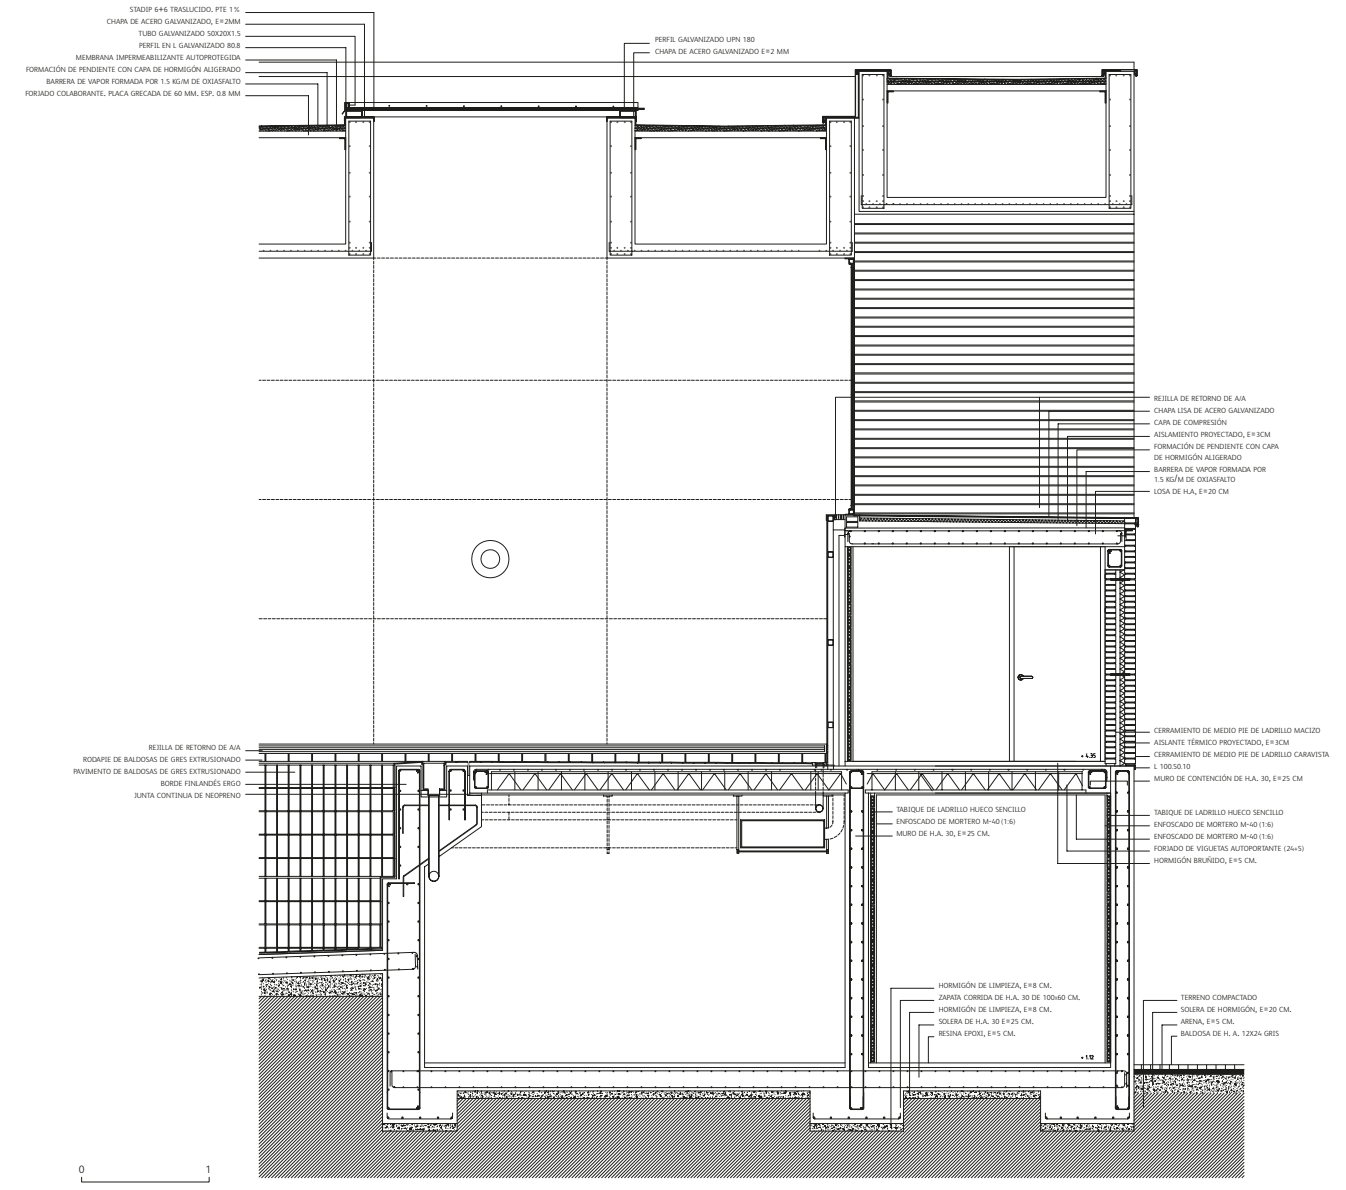 STADIP 6+6 TRASLUCIDO. PTE 1%
CHAPA DE ACERO GALVANIZADO, E=2MM
TUBO GALVANIZADO 50X20X1.5
PERFIL EN L GALVANIZADO 80.8
MEMBRANA IMPERMEABILIZANTE AUTOPROTEGIDA
FORMACIÓN DE PENDIENTE CON CAPA DE HORMIGÓN ALIGERADO
BARRERA DE VAPOR FORMADA POR 1.5 KG/M DE OXIASFALTO
FORJADO COLABORANTE. PLACA GRECADA DE 60 MM. ESP. 0.8 MM
PERFIL GALVANIZADO UPN 180
CHAPA DE ACERO GALVANIZADO E=2 MM
REJILLA DE RETORNO DE A/A
CHAPA LISA DE ACERO GALVANIZADO
CAPA DE COMPRESIÓN
AISLAMIENTO PROYECTADO, E=3CM
FORMACIÓN DE PENDIENTE CON CAPA
DE HORMIGÓN ALIGERADO
BARRERA DE VAPOR FORMADA POR
1.5 KG/M DE OXIASFALTO
LOSA DE H.A, E=20 CM
REJILLA DE RETORNO DE A/A
RODAPIE DE BALDOSAS DE GRES EXTRUSIONADO
PAVIMENTO DE BALDOSAS DE GRES EXTRUSIONADO
BORDE FINLANDÉS ERGO
JUNTA CONTINUA DE NEOPRENO
+ 4.35
CERRAMIENTO DE MEDIO PIE DE LADRILLO MACIZO
AISLANTE TÉRMICO PROYECTADO, E=3CM
CERRAMIENTO DE MEDIO PIE DE LADRILLO CARAVISTA
L 100.50.10
MURO DE CONTENCIÓN DE H.A. 30, E=25 CM
TABIQUE DE LADRILLO HUECO SENCILLO
ENFOSCADO DE MORTERO M-40 (1:6)
MURO DE H.A. 30, E=25 CM.
TABIQUE DE LADRILLO HUECO SENCILLO
ENFOSCADO DE MORTERO M-40 (1:6)
ENFOSCADO DE MORTERO M-40 (1:6)
FORJADO DE VIGUETAS AUTOPORTANTE (24+5)
HORMIGÓN BRUÑIDO, E=5 CM.
HORMIGÓN DE LIMPIEZA, E=8 CM.
ZAPATA CORRIDA DE H.A. 30 DE 100x60 CM.
HORMIGÓN DE LIMPIEZA, E=8 CM.
SOLERA DE H.A. 30 E=25 CM.
RESINA EPOXI, E=5 CM.
+ 1.12
TERRENO COMPACTADO
SOLERA DE HORMIGÓN, E=20 CM.
ARENA, E=5 CM.
BALDOSA DE H. A. 12X24 GRIS
0 1